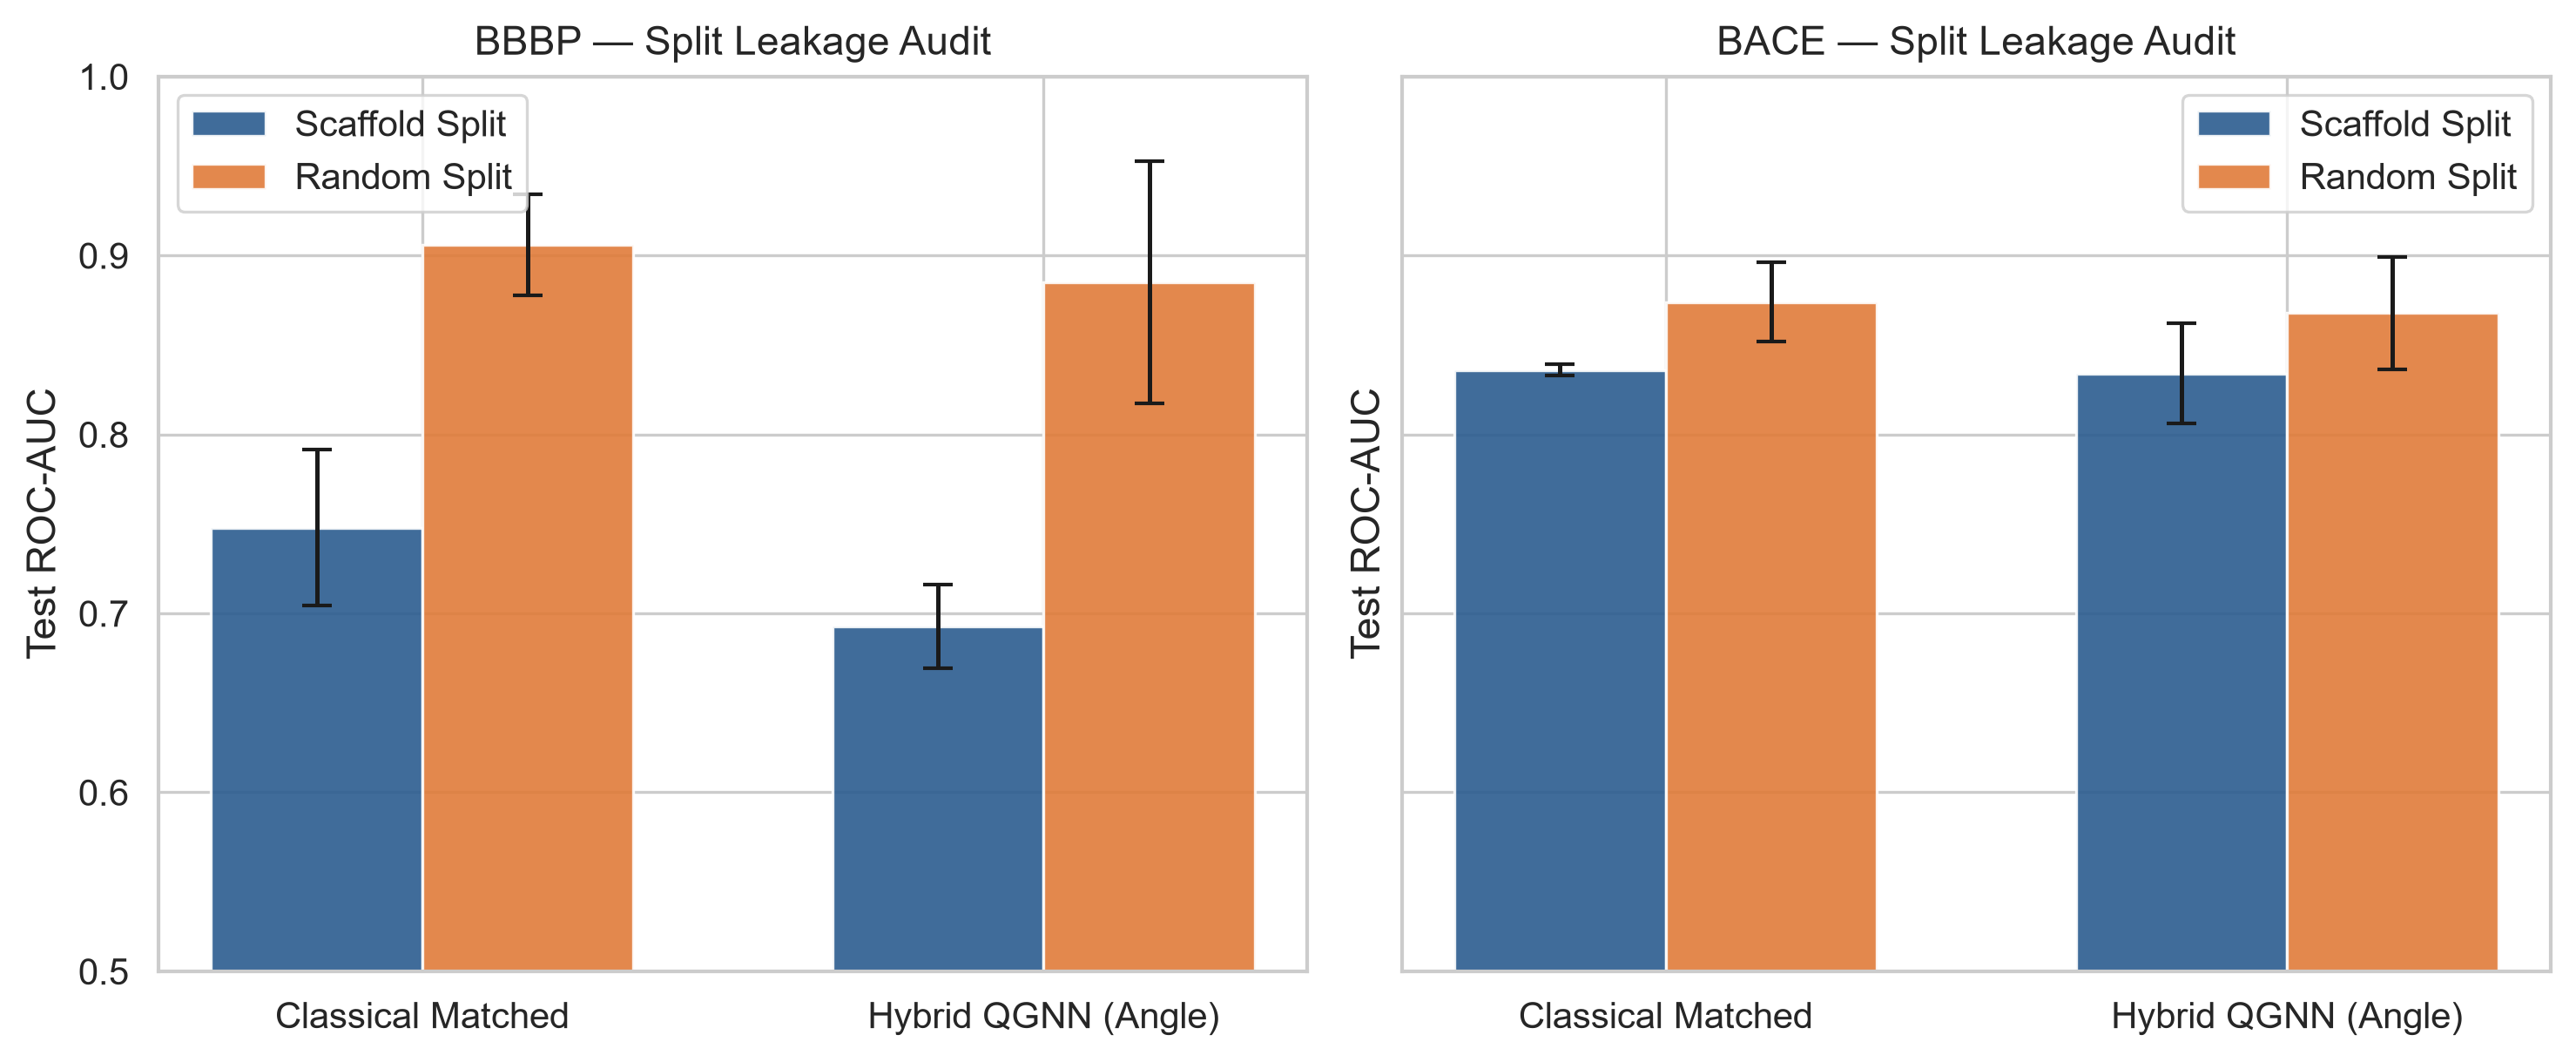 BBBP — Split Leakage Audit
Scaffold Split
Random Split
Test ROC-AUC
1.0
0.9
0.8
0.7
0.6
0.5
Classical Matched
Hybrid QGNN (Angle)
BACE — Split Leakage Audit
Scaffold Split
Random Split
Test ROC-AUC
Classical Matched
Hybrid QGNN (Angle)